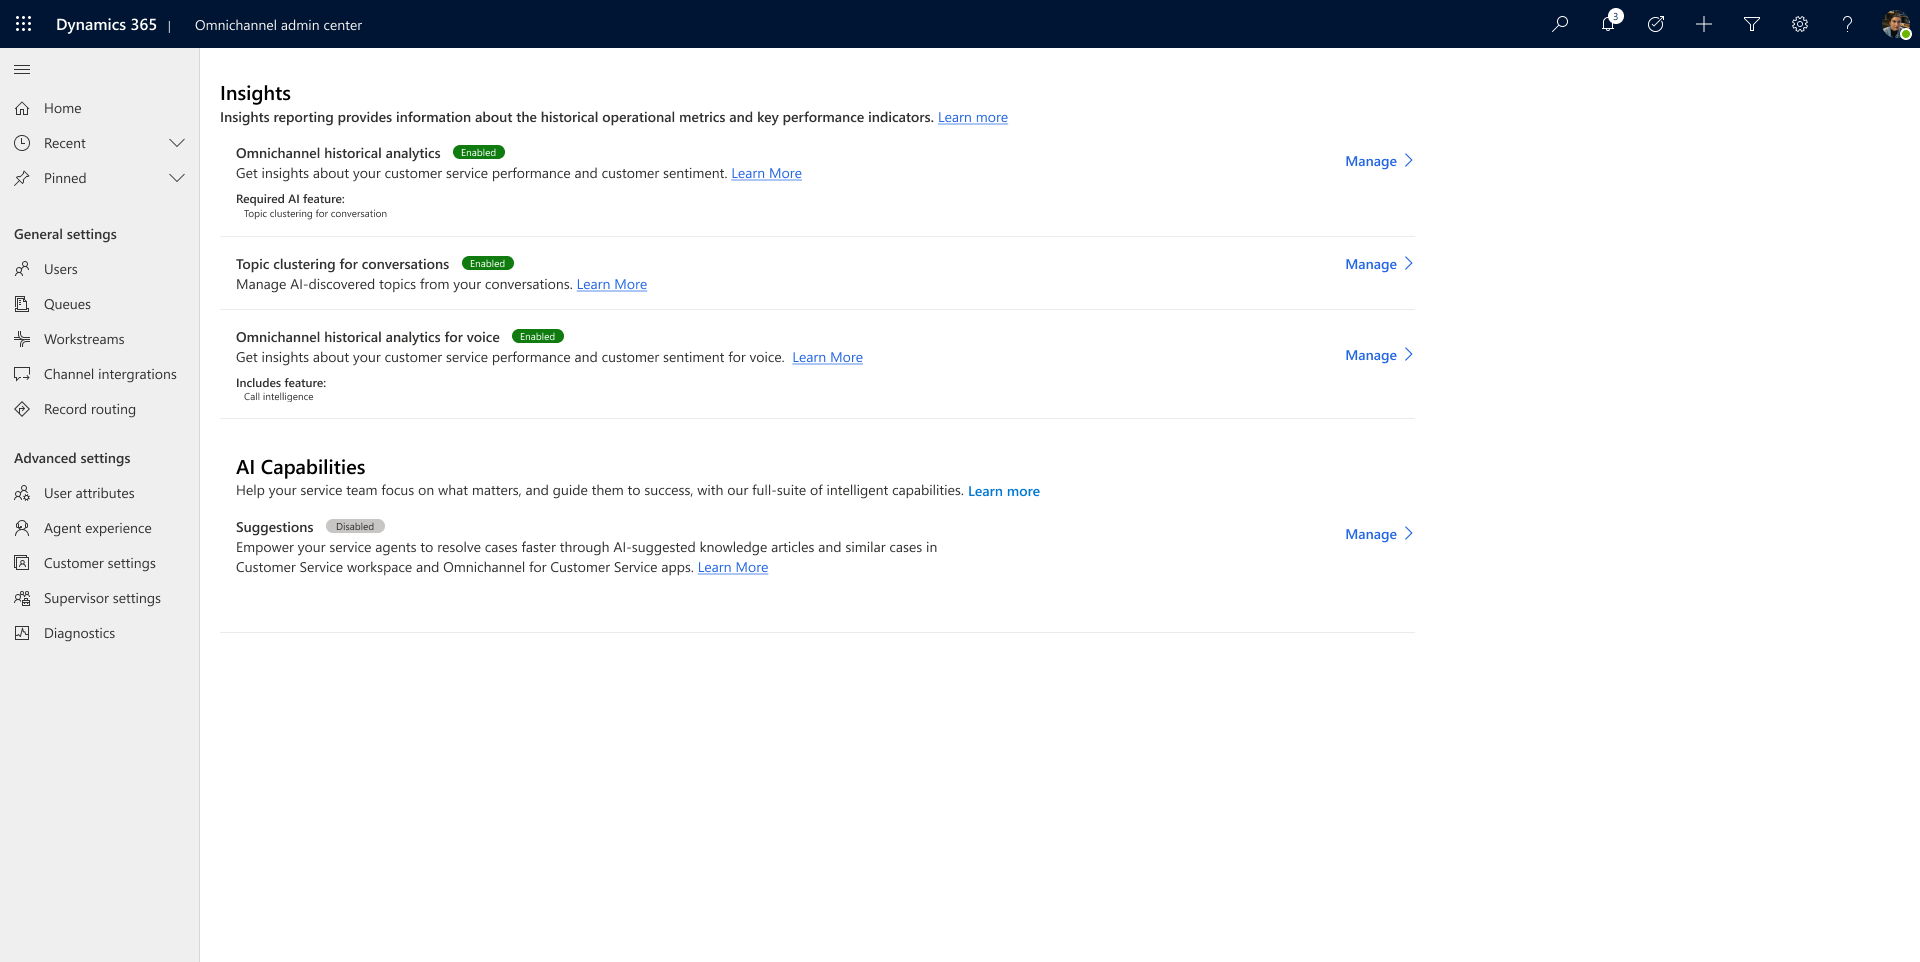 Dynamics 365 | Omnichannel admin center
3
Home
Recent
Pinned
General settings
Users
Queues
Workstreams
Channel intergrations
Record routing
Advanced settings
User attributes
Agent experience
Customer settings
Supervisor settings
Diagnostics
Insights
Insights reporting provides information about the historical operational metrics and key performance indicators. Learn more
Omnichannel historical analytics Enabled
Get insights about your customer service performance and customer sentiment. Learn More
Manage
Required AI feature:
Topic clustering for conversation
Topic clustering for conversations Enabled
Manage
Manage AI-discovered topics from your conversations. Learn More
Omnichannel historical analytics for voice Enabled
Get insights about your customer service performance and customer sentiment for voice. Learn More
Manage
Includes feature:
Call intelligence
AI Capabilities
Help your service team focus on what matters, and guide them to success, with our full-suite of intelligent capabilities. Learn more
Suggestions Disabled
Manage
Empower your service agents to resolve cases faster through AI-suggested knowledge articles and similar cases in
Customer Service workspace and Omnichannel for Customer Service apps. Learn More